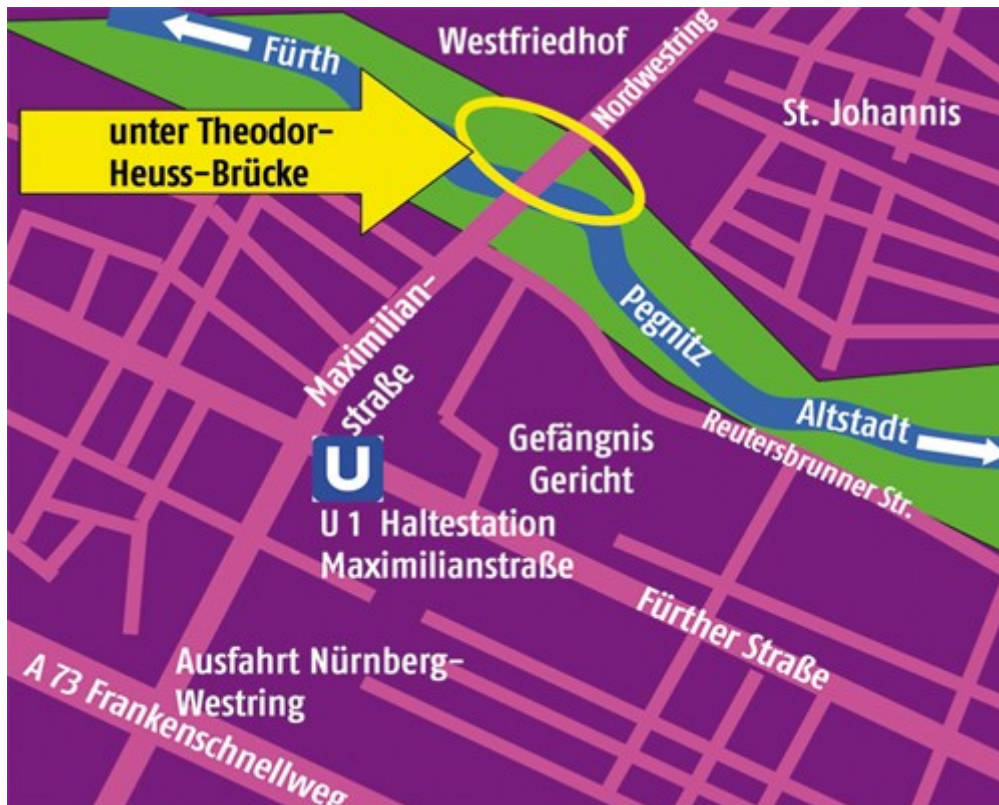 Fürth
Westfriedhof
Nordwestring
St. Johannis
unter Theodor-
Heuss-Brücke
Maximilian-
straße
Pegnitz
Altstadt
Reutersbrunner Str.
Gefängnis
Gericht
U
U 1 Haltestation
Maximilianstraße
Fürther Straße
Ausfahrt Nürnberg-
Westring
A 73 Frankenschnellweg